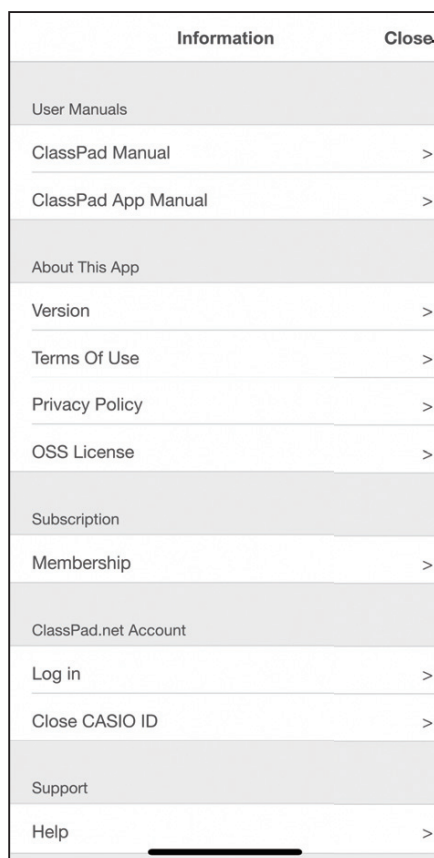 Information Close
User Manuals
ClassPad Manual >
ClassPad App Manual >
About This App
Version >
Terms Of Use >
Privacy Policy >
OSS License >
Subscription
Membership >
ClassPad.net Account
Log in >
Close CASIO ID >
Support
Help >